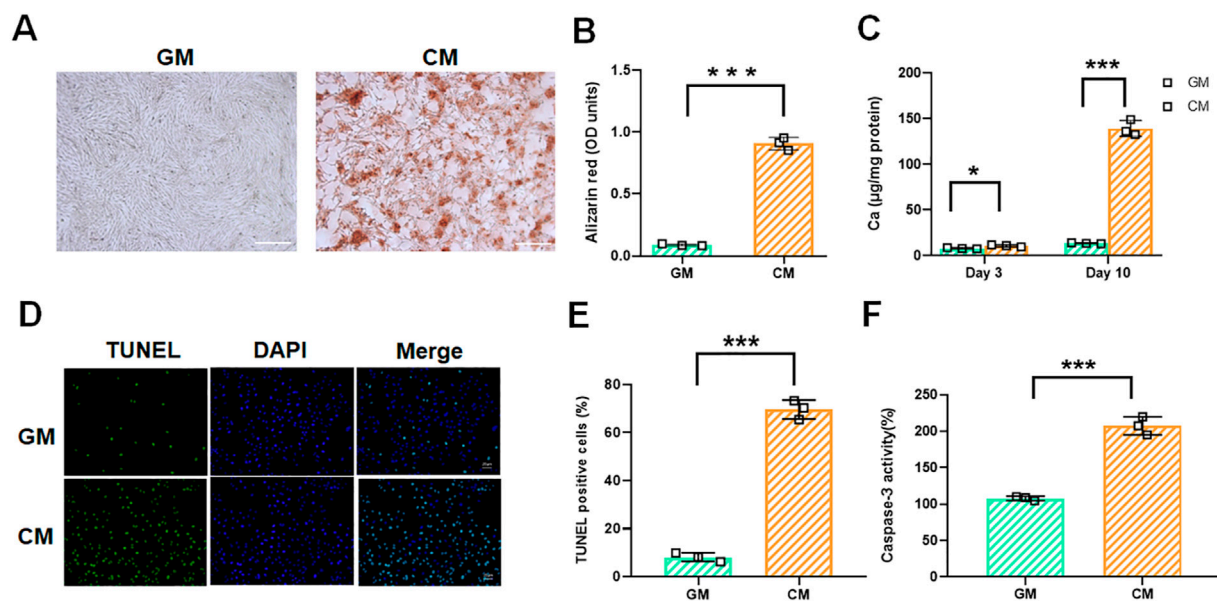 A
GM
CM
B
Alizarin red (OD units)
1.5
1.0
0.5
0.0
***
GM
CM
C
Ca (µg/mg protein)
200
150
100
50
0
*
***
Day 3
Day 10
GM
CM
D
TUNEL
DAPI
Merge
GM
CM
E
TUNEL positive cells (%)
80
60
40
20
0
***
GM
CM
F
Caspase-3 activity(%)
250
200
150
100
50
0
***
GM
CM